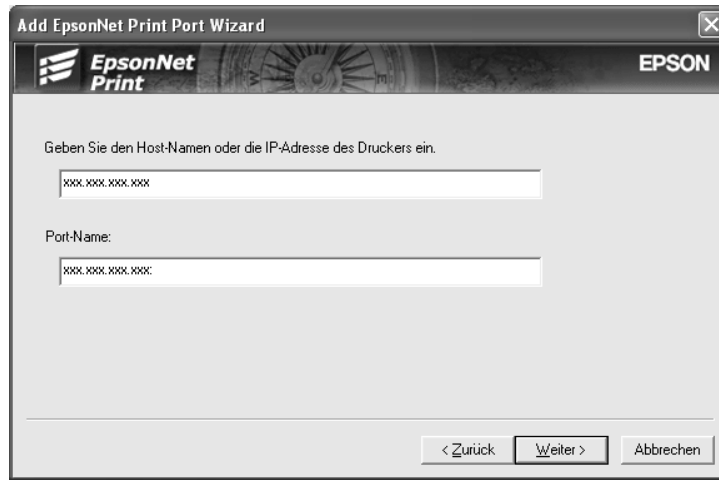 Add EpsonNet Print Port Wizard
EpsonNet
Print
EPSON
Geben Sie den Host-Namen oder die IP-Adresse des Druckers ein.
xxx.xxx.xxx.xxx
Port-Name:
xxx.xxx.xxx.xxx:
< Zurück
Weiter >
Abbrechen